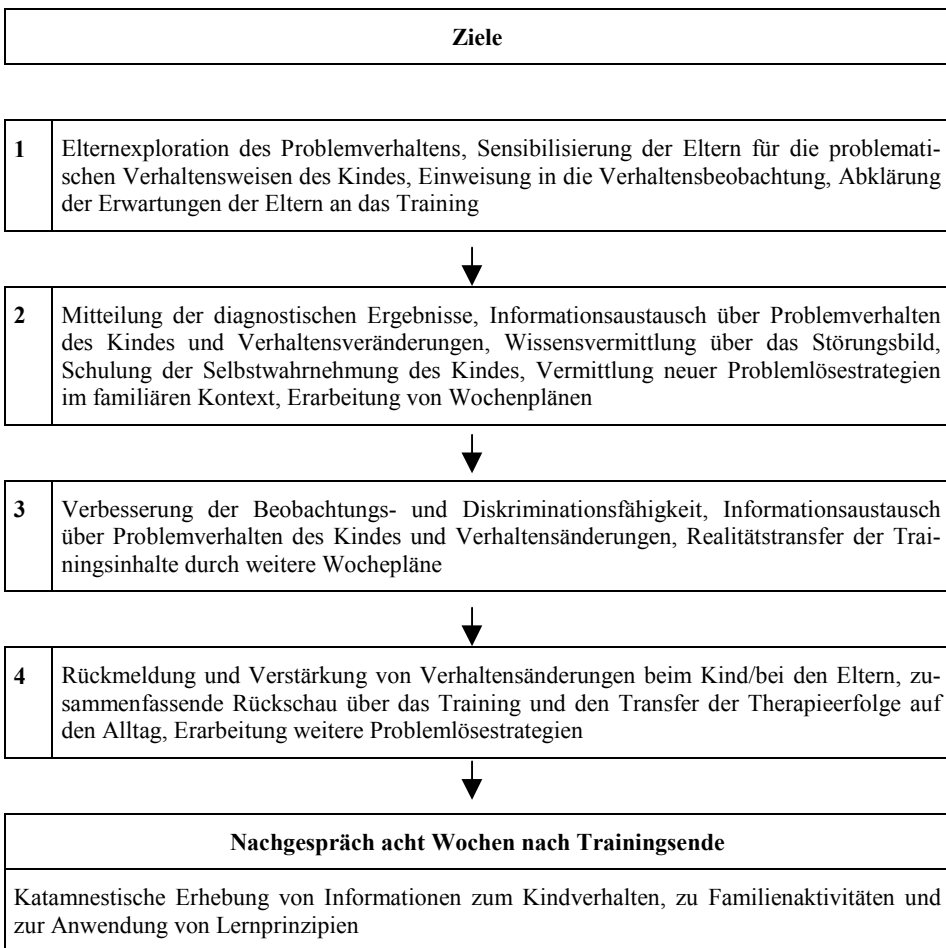 Ziele
1 Elternexploration des Problemverhaltens, Sensibilisierung der Eltern für die problemati-
schen Verhaltensweisen des Kindes, Einweisung in die Verhaltensbeobachtung, Abklärung
der Erwartungen der Eltern an das Training
2 Mitteilung der diagnostischen Ergebnisse, Informationsaustausch über Problemverhalten
des Kindes und Verhaltensveränderungen, Wissensvermittlung über das Störungsbild,
Schulung der Selbstwahrnehmung des Kindes, Vermittlung neuer Problemlösestrategien
im familiären Kontext, Erarbeitung von Wochenplänen
3 Verbesserung der Beobachtungs- und Diskriminationsfähigkeit, Informationsaustausch
über Problemverhalten des Kindes und Verhaltensänderungen, Realitätstransfer der Trai-
ningsinhalte durch weitere Wochepläne
4 Rückmeldung und Verstärkung von Verhaltensänderungen beim Kind/bei den Eltern, zu-
sammenfassende Rückschau über das Training und den Transfer der Therapieerfolge auf
den Alltag, Erarbeitung weitere Problemlösestrategien
Nachgespräch acht Wochen nach Trainingsende
Katamnestische Erhebung von Informationen zum Kindverhalten, zu Familienaktivitäten und
zur Anwendung von Lernprinzipien